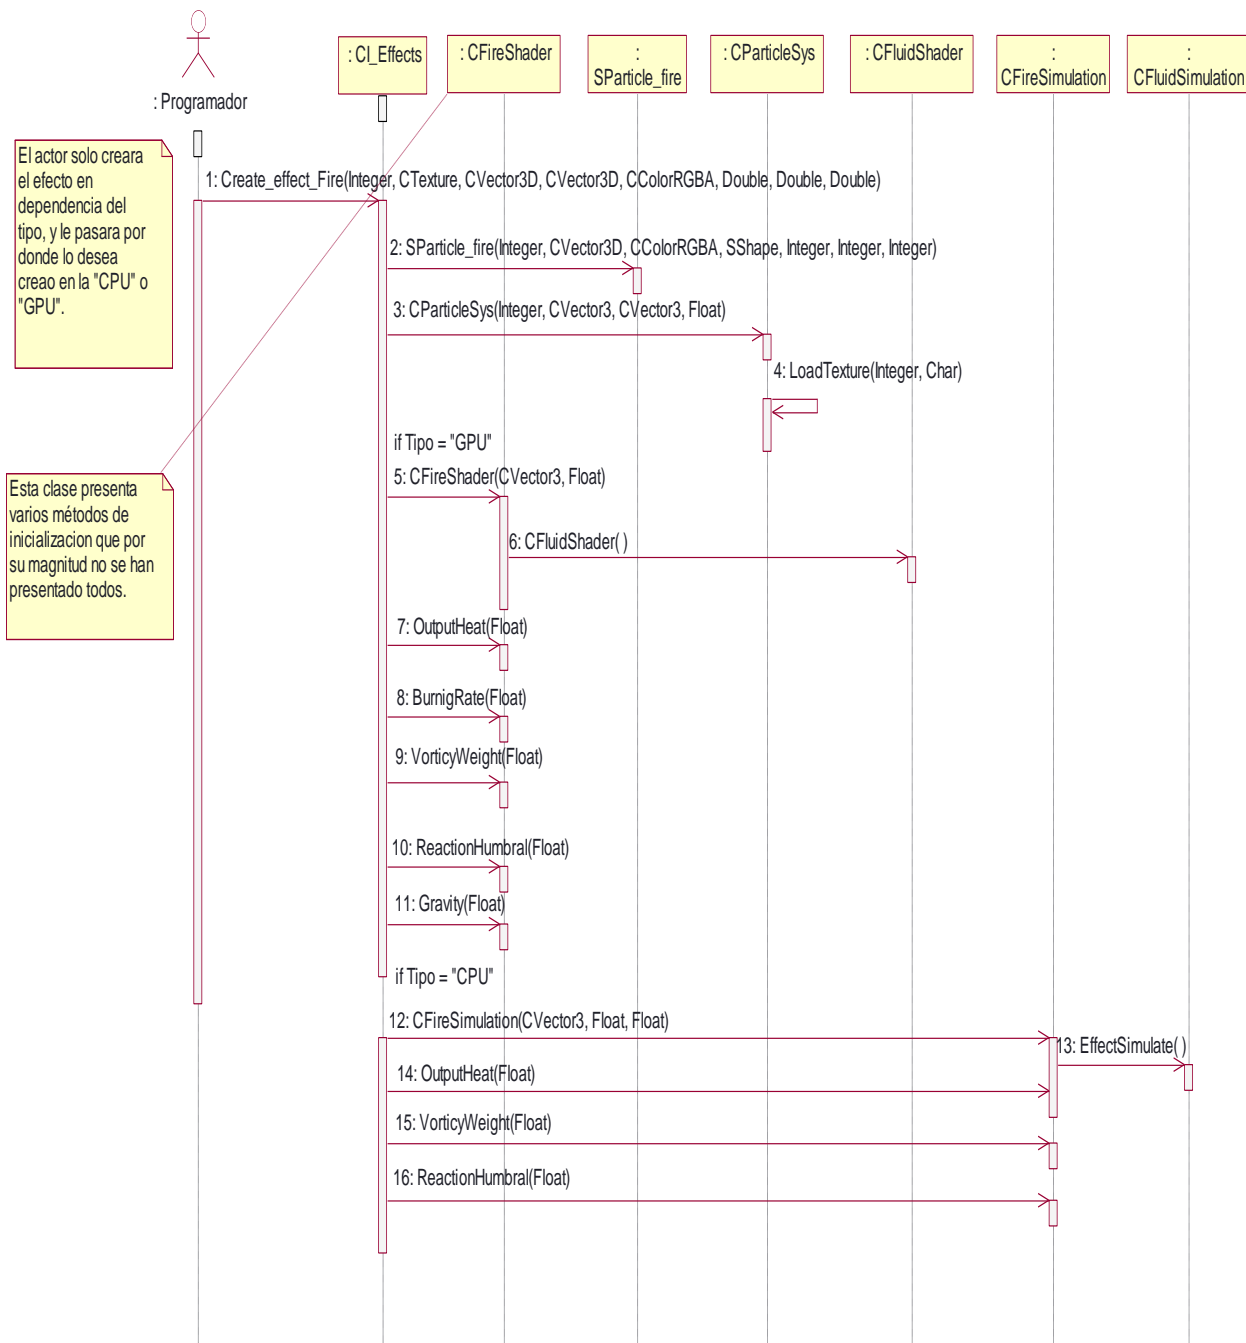 : Programador
: CI_Effects
: CFireShader
:
SParticle_fire
: CParticleSys
: CFluidShader
:
CFireSimulation
:
CFluidSimulation
El actor solo creara
el efecto en
dependencia del
tipo, y le pasara por
donde lo desea
creao en la "CPU" o
"GPU".
1: Create_effect_Fire(Integer, CTexture, CVector3D, CVector3D, CColorRGBA, Double, Double, Double)
2: SParticle_fire(Integer, CVector3D, CColorRGBA, SShape, Integer, Integer, Integer)
3: CParticleSys(Integer, CVector3, CVector3, Float)
4: LoadTexture(Integer, Char)
if Tipo = "GPU"
5: CFireShader(CVector3, Float)
Esta clase presenta
varios métodos de
inicializacion que por
su magnitud no se han
presentado todos.
6: CFluidShader( )
7: OutputHeat(Float)
8: BurnigRate(Float)
9: VorticyWeight(Float)
10: ReactionHumbral(Float)
11: Gravity(Float)
if Tipo = "CPU"
12: CFireSimulation(CVector3, Float, Float)
13: EffectSimulate( )
14: OutputHeat(Float)
15: VorticyWeight(Float)
16: ReactionHumbral(Float)